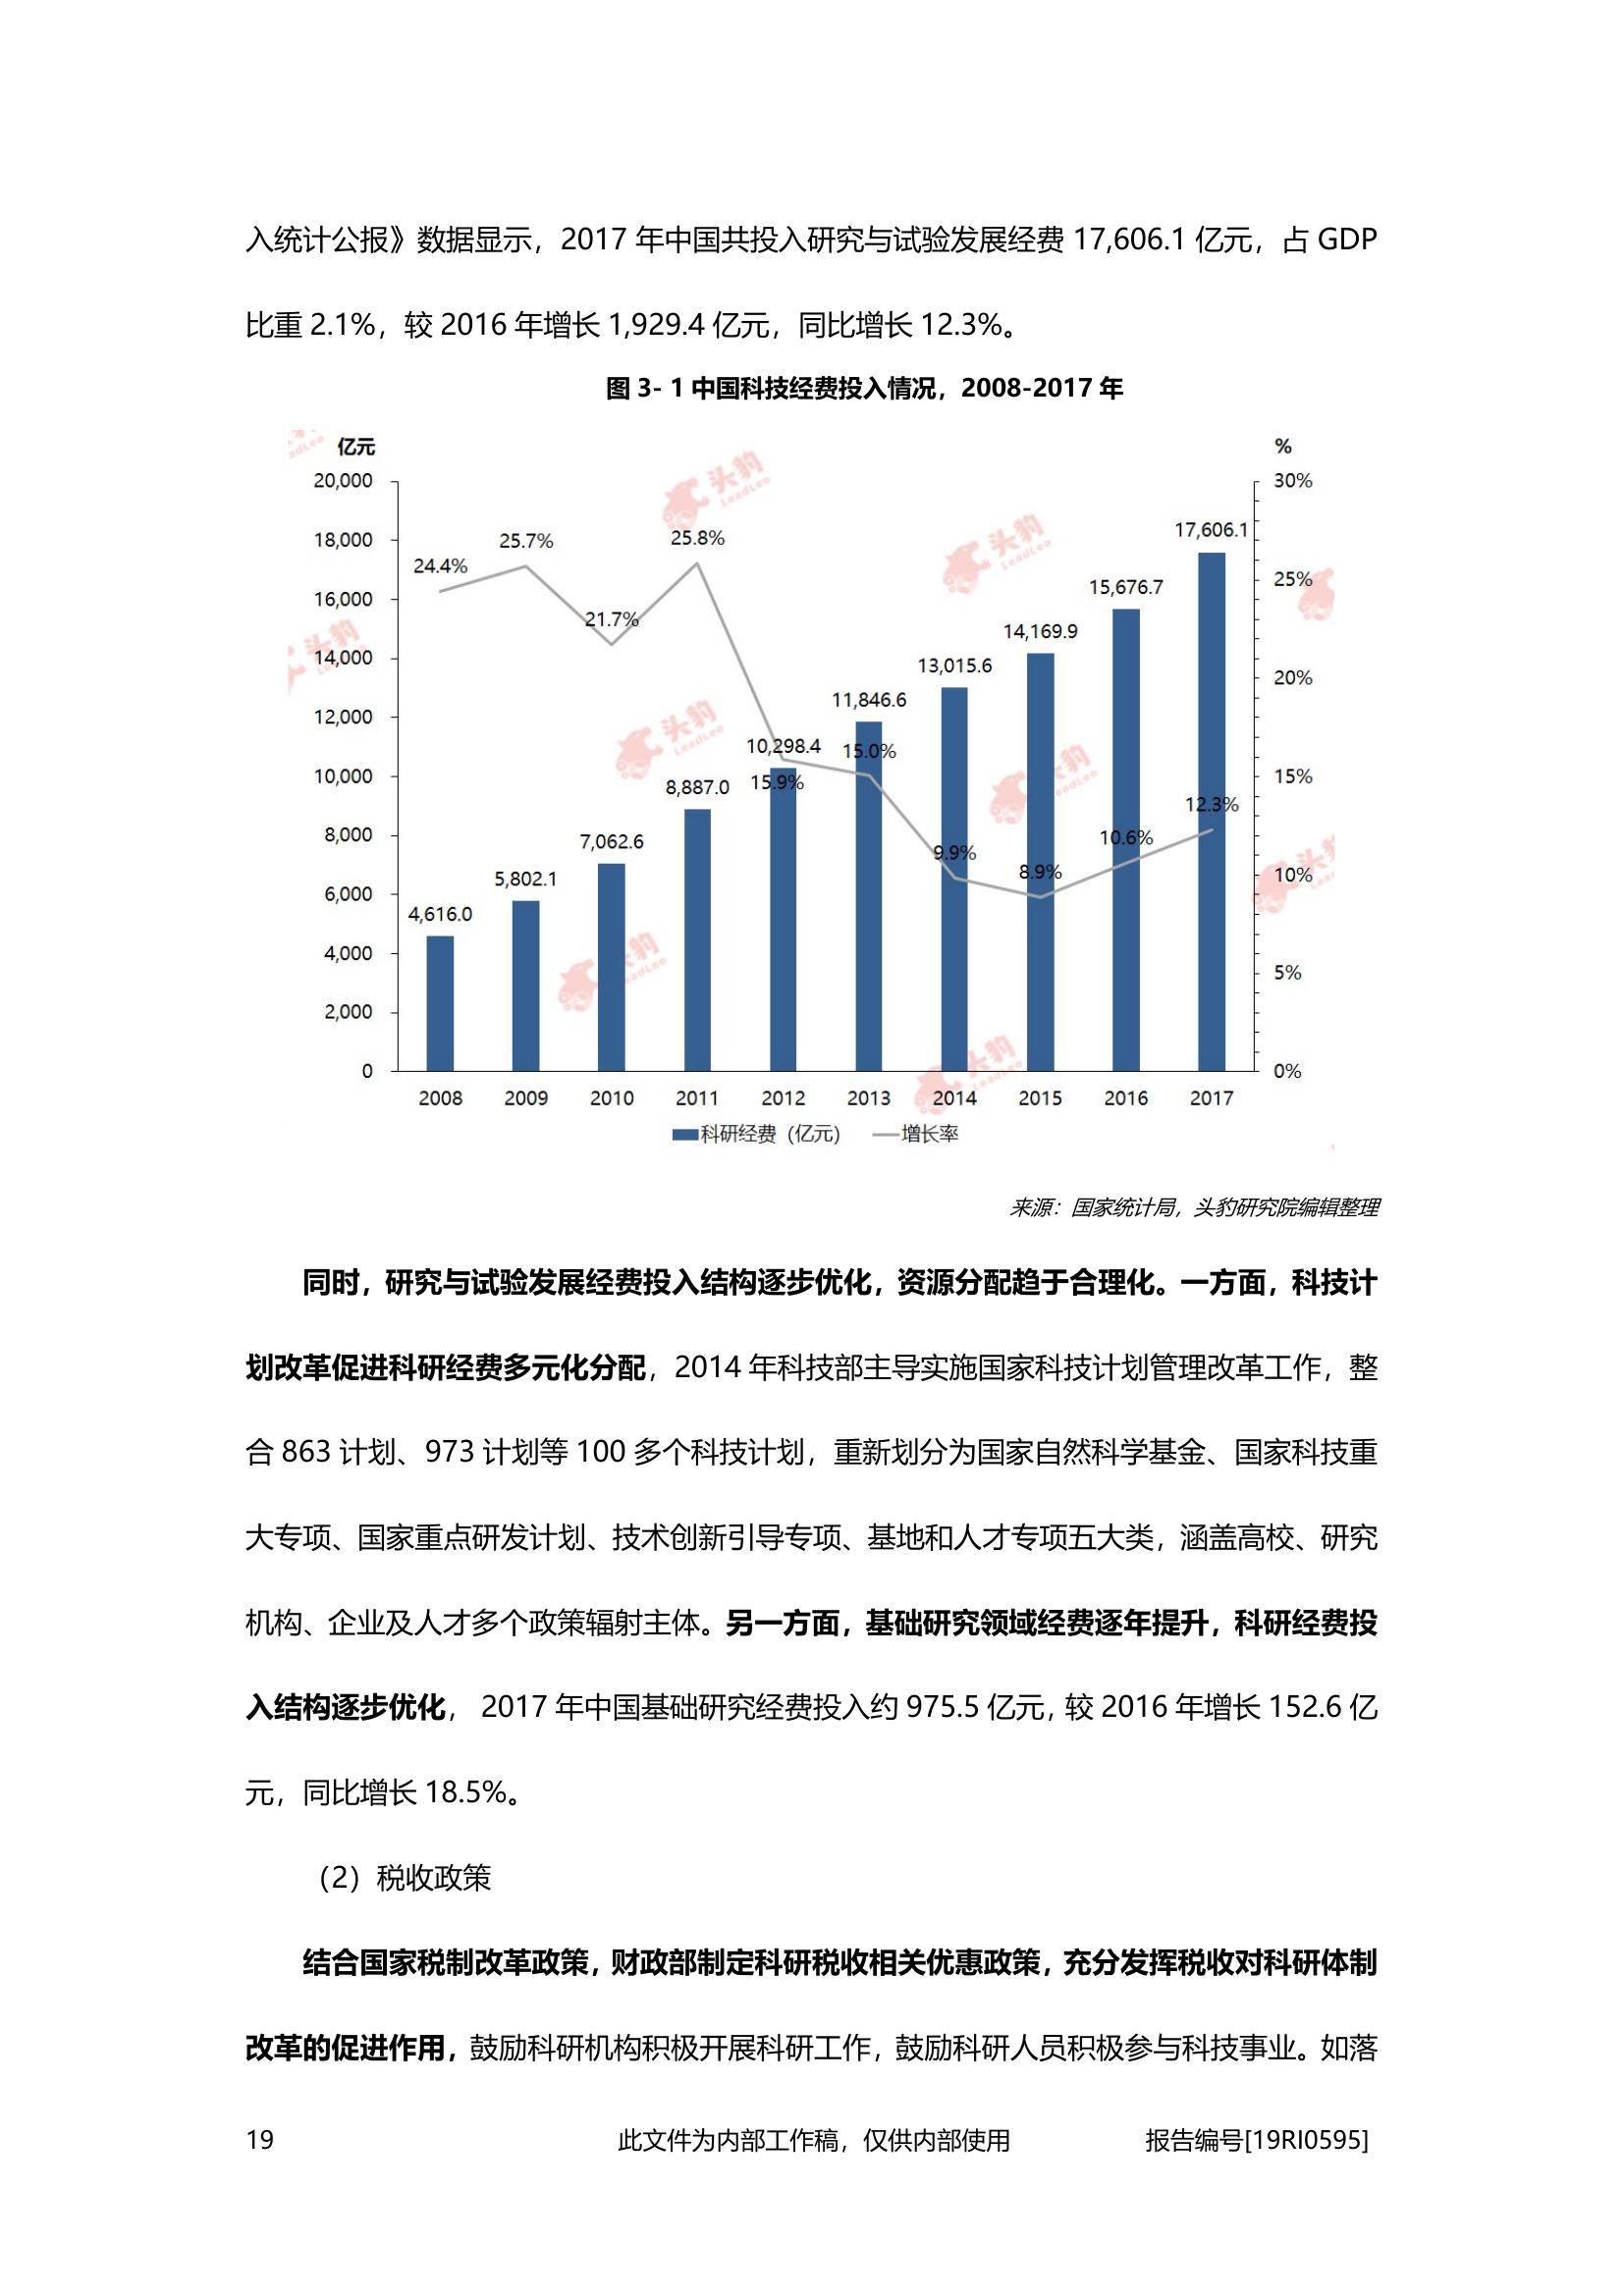 入统计公报》数据显示，2017 年中国共投入研究与试验发展经费 17,606.1 亿元，占 GDP
比重 2.1%，较 2016 年增长 1,929.4 亿元，同比增长 12.3%。
图 3- 1 中国科技经费投入情况，2008-2017 年
亿元
%
20,000
18,000
16,000
14,000
12,000
10,000
8,000
6,000
4,000
2,000
0
30%
25%
20%
15%
10%
5%
0%
24.4%
25.7%
21.7%
25.8%
15.9%
15.0%
9.9%
8.9%
10.6%
12.3%
4,616.0
5,802.1
7,062.6
8,887.0
10,298.4
11,846.6
13,015.6
14,169.9
15,676.7
17,606.1
2008 2009 2010 2011 2012 2013 2014 2015 2016 2017
科研经费（亿元） 增长率
头豹
LeadLeo
头豹
LeadLeo
头豹
头豹
LeadLeo
来源：国家统计局，头豹研究院编辑整理
同时，研究与试验发展经费投入结构逐步优化，资源分配趋于合理化。一方面，科技计
划改革促进科研经费多元化分配，2014 年科技部主导实施国家科技计划管理改革工作，整
合 863 计划、973 计划等 100 多个科技计划，重新划分为国家自然科学基金、国家科技重
大专项、国家重点研发计划、技术创新引导专项、基地和人才专项五大类，涵盖高校、研究
机构、企业及人才多个政策辐射主体。另一方面，基础研究领域经费逐年提升，科研经费投
入结构逐步优化， 2017 年中国基础研究经费投入约 975.5 亿元，较 2016 年增长 152.6 亿
元，同比增长 18.5%。
（2）税收政策
结合国家税制改革政策，财政部制定科研税收相关优惠政策，充分发挥税收对科研体制
改革的促进作用，鼓励科研机构积极开展科研工作，鼓励科研人员积极参与科技事业。如落
19 此文件为内部工作稿，仅供内部使用 报告编号[19RI0595]